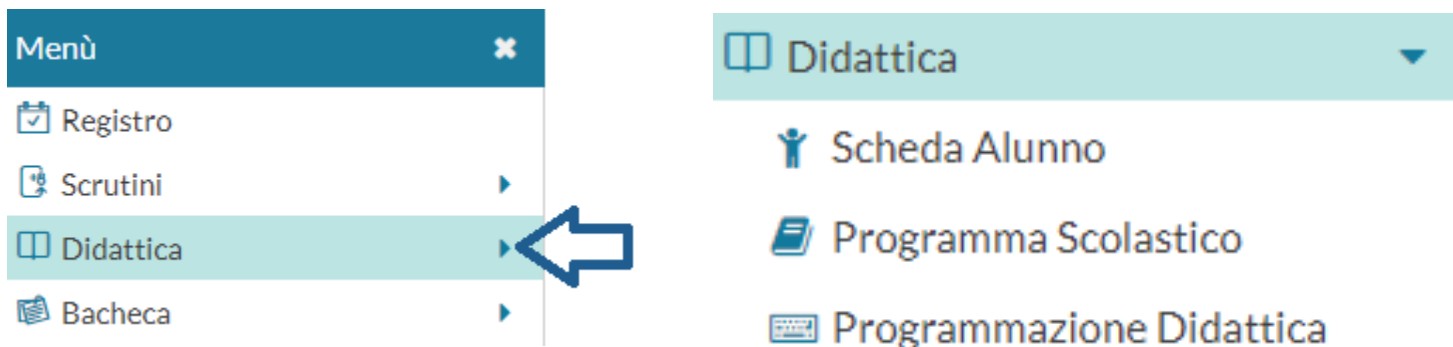 Menù
Registro
Scrutini
Didattica
Bacheca
Didattica
Scheda Alunno
Programma Scolastico
Programmazione Didattica